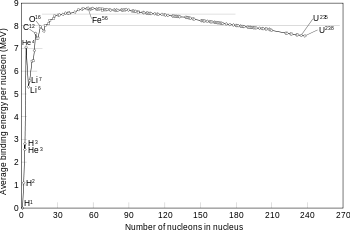 9
8
7
6
5
4
3
2
1
0
Average binding energy per nucleon (MeV)
O¹⁶
C¹²
He⁴
Li⁷
Li⁶
H³
He³
H²
H¹
Fe⁵⁶
U²³⁵
U²³⁸
0 30 60 90 120 150 180 210 240 270
Number of nucleons in nucleus